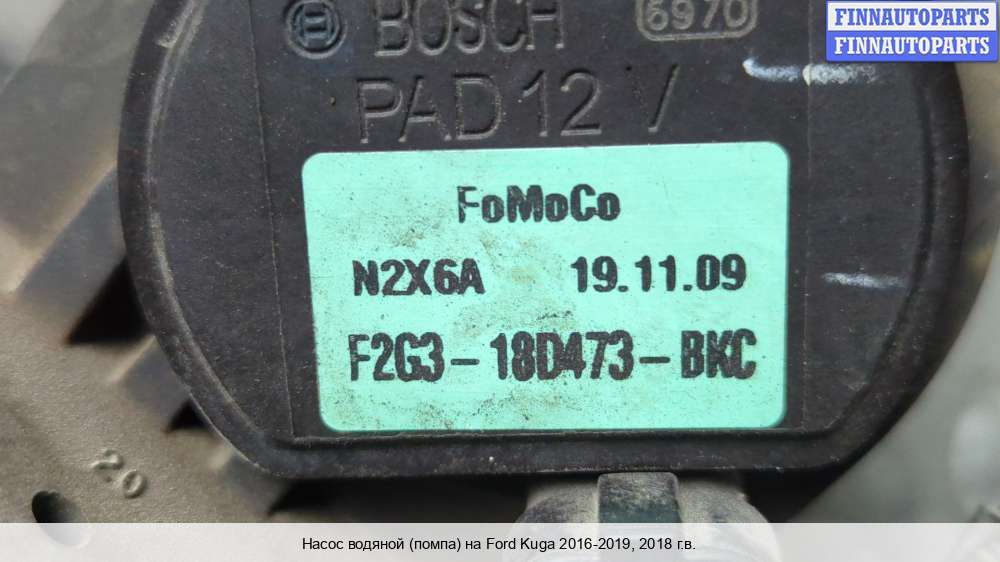 BOSCH
6970
PAD 12 V
FINNAUTOPARTS
FINNAUTOPARTS
FoMoCo
N2X6A 19.11.09
F2G3-18D473-BKC
20
Насос водяной (помпа) на Ford Kuga 2016-2019, 2018 г.в.